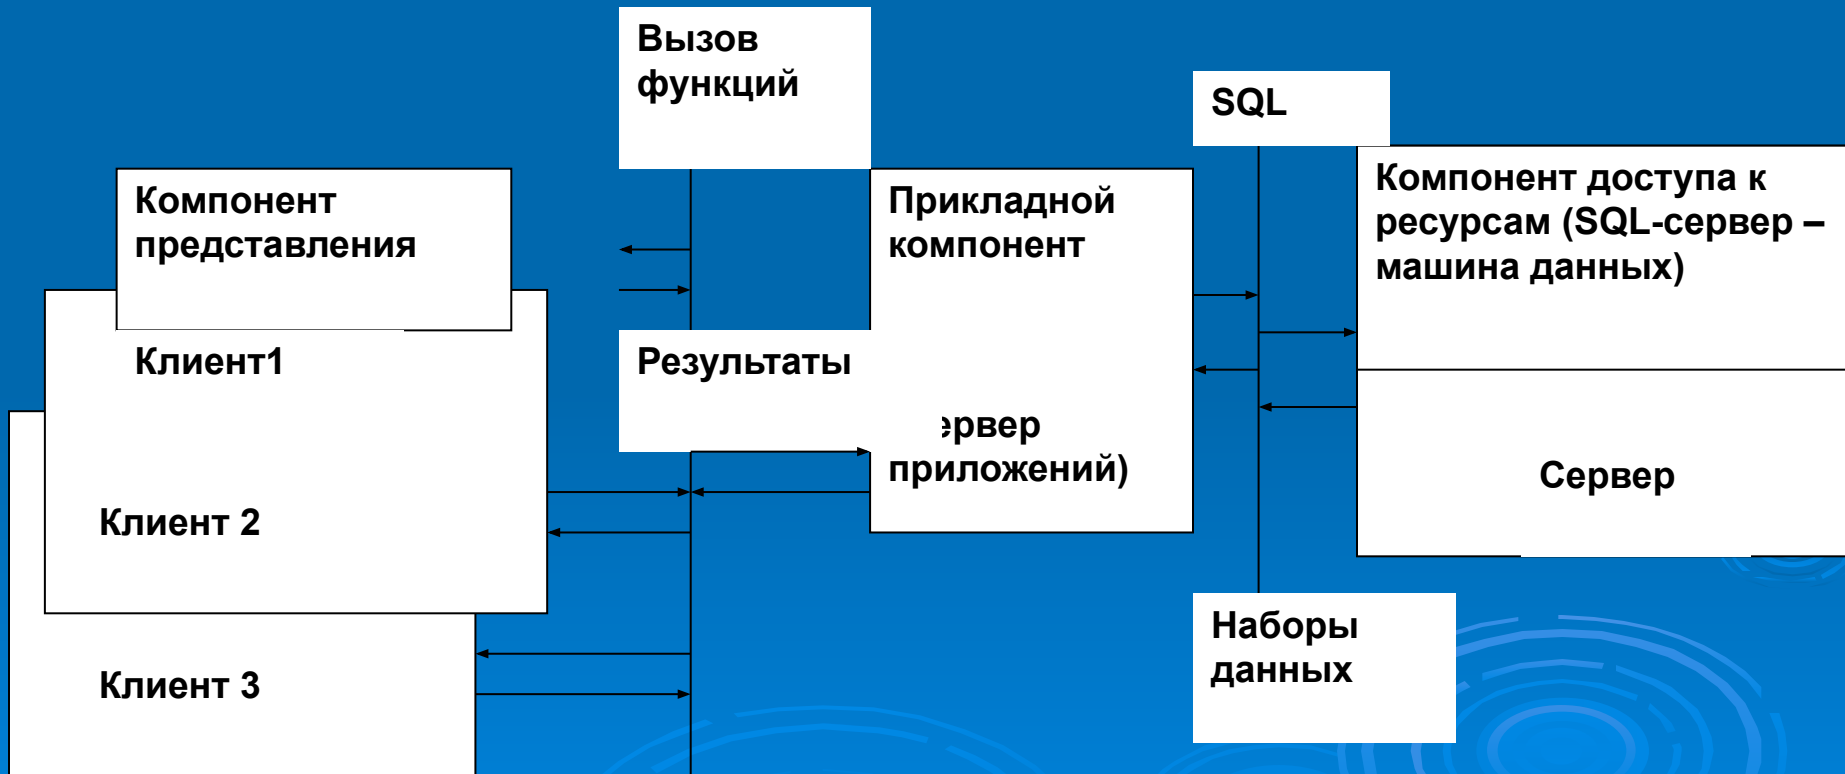 Вызов
функций
SQL
Компонент
представления
Прикладной
компонент
Компонент доступа к
ресурсам (SQL-сервер –
машина данных)
Клиент1
Результаты
ервер
приложений)
Сервер
Клиент 2
Наборы
данных
Клиент 3